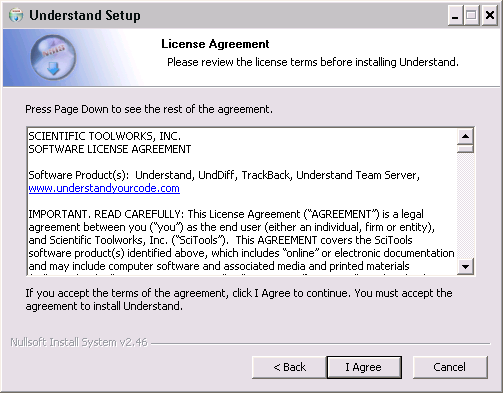 Understand Setup
License Agreement
Please review the license terms before installing Understand.
Press Page Down to see the rest of the agreement.
SCIENTIFIC TOOLWORKS, INC.
SOFTWARE LICENSE AGREEMENT
Software Product(s):  Understand, UndDiff, TrackBack, Understand Team Server,
www.understandyourcode.com
IMPORTANT. READ CAREFULLY: This License Agreement (“AGREEMENT”) is a legal
agreement between you (“you”) as the end user (either an individual, firm or entity),
and Scientific Toolworks, Inc. (“SciTools”).  This AGREEMENT covers the SciTools
software product(s) identified above, which includes “online” or electronic documentation
and may include computer software and associated media and printed materials
If you accept the terms of the agreement, click I Agree to continue. You must accept the
agreement to install Understand.
Nullsoft Install System v2.46
< Back
I Agree
Cancel